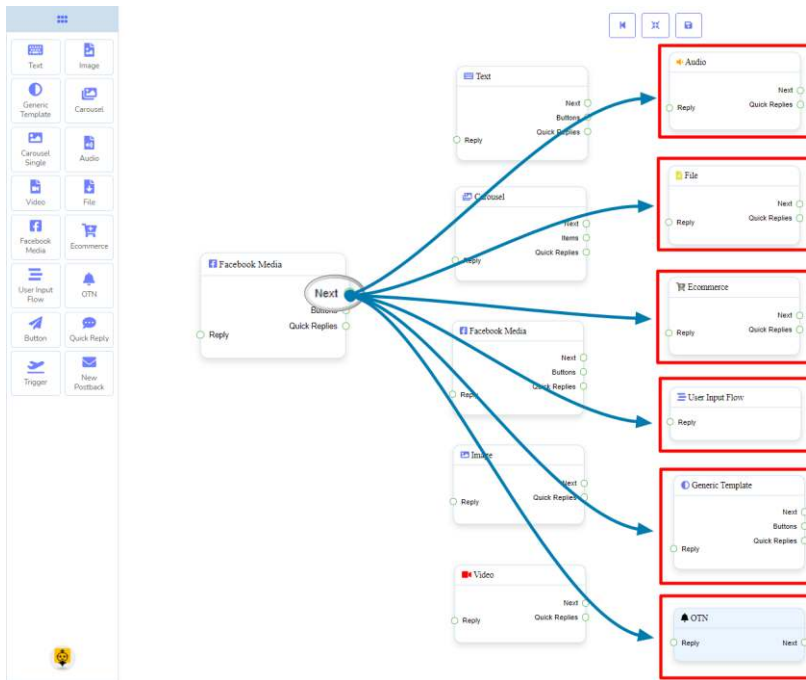 Text
Image
Generic
Template
Carousel
Carousel
Single
Audio
Video
File
Facebook
Media
Ecommerce
User Input
Flow
OTN
Button
Quick Reply
Trigger
New
Postback
Facebook Media
Next
Buttons
Quick Replies
Reply
Text
Next
Buttons
Quick Replies
Reply
Carousel
Next
Items
Quick Replies
Reply
Facebook Media
Next
Buttons
Quick Replies
Reply
Image
Next
Quick Replies
Reply
Video
Next
Quick Replies
Reply
Audio
Next
Quick Replies
Reply
File
Next
Quick Replies
Reply
Ecommerce
Next
Quick Replies
Reply
User Input Flow
Reply
Generic Template
Next
Buttons
Quick Replies
Reply
OTN
Reply Next